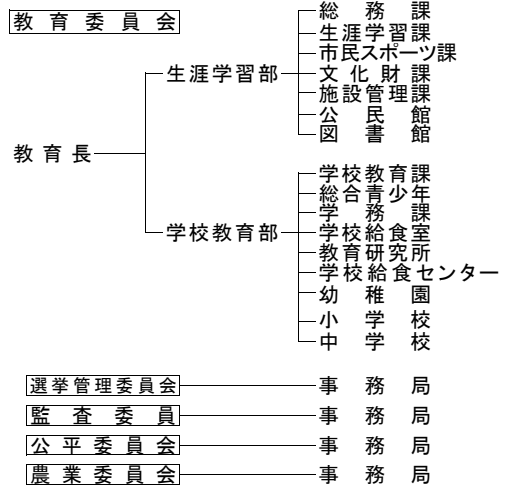 教育委員会
教育長
生涯学習部
総務課
生涯学習課
市民スポーツ課
文化財課
施設管理課
公民館
図書館
学校教育部
学校教育課
総合青少年
学務課
学校給食室
教育研究所
学校給食センター
幼稚園
小学校
中学校
選挙管理委員会 事務局
監査委員 事務局
公平委員会 事務局
農業委員会 事務局